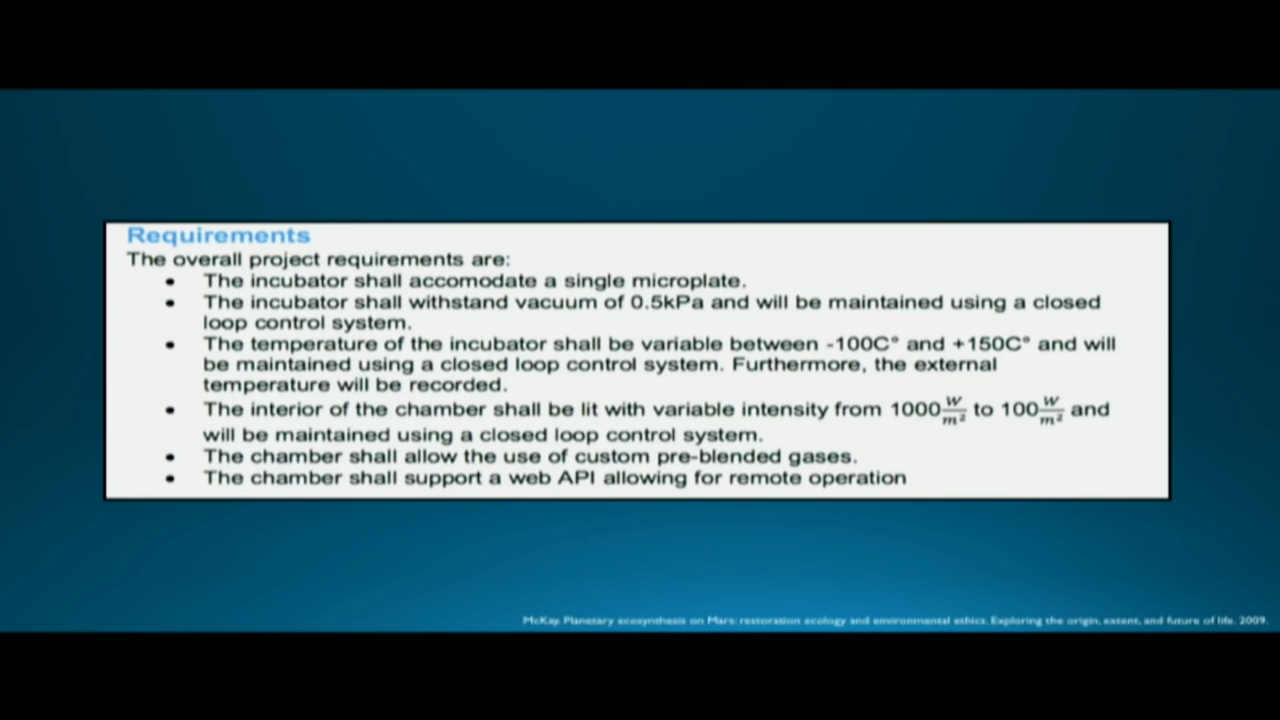 Requirements
The overall project requirements are:
• The incubator shall accomodate a single microplate.
• The incubator shall withstand vacuum of 0.5kPa and will be maintained using a closed
loop control system.
• The temperature of the incubator shall be variable between -100C° and +150C° and will
be maintained using a closed loop control system. Furthermore, the external
temperature will be recorded.
• The interior of the chamber shall be lit with variable intensity from 1000 W/m² to 100 W/m² and
will be maintained using a closed loop control system.
• The chamber shall allow the use of custom pre-blended gases.
• The chamber shall support a web API allowing for remote operation
McKay. Planetary ecosynthesis on Mars: restoration ecology and environmental ethics. Exploring the origin, extent, and future of life. 2009.